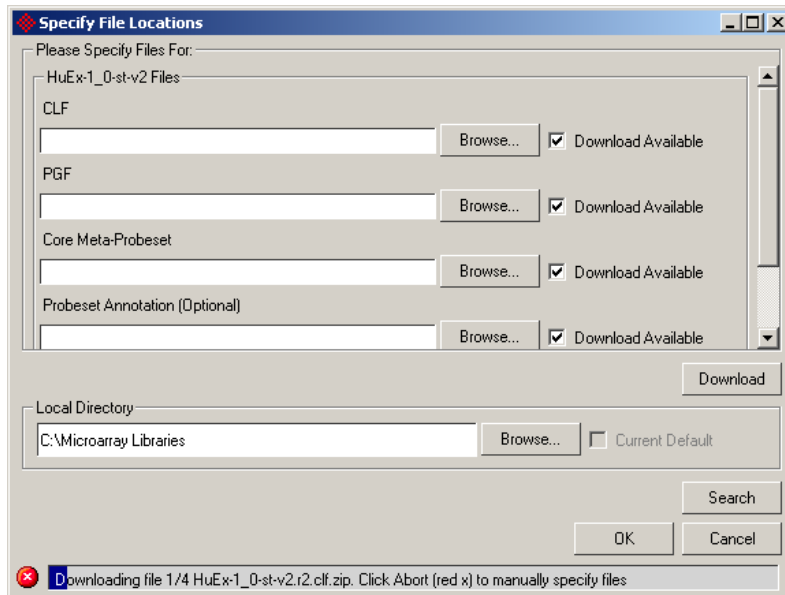 Specify File Locations
Please Specify Files For:
HuEx-1_0-st-v2 Files
CLF
Browse... Download Available
PGF
Browse... Download Available
Core Meta-Probeset
Browse... Download Available
Probeset Annotation (Optional)
Browse... Download Available
Download
Local Directory
C:\Microarray Libraries Browse... Current Default
Search
OK Cancel
Downloading file 1/4 HuEx-1_0-st-v2.r2.clf.zip. Click Abort (red x) to manually specify files